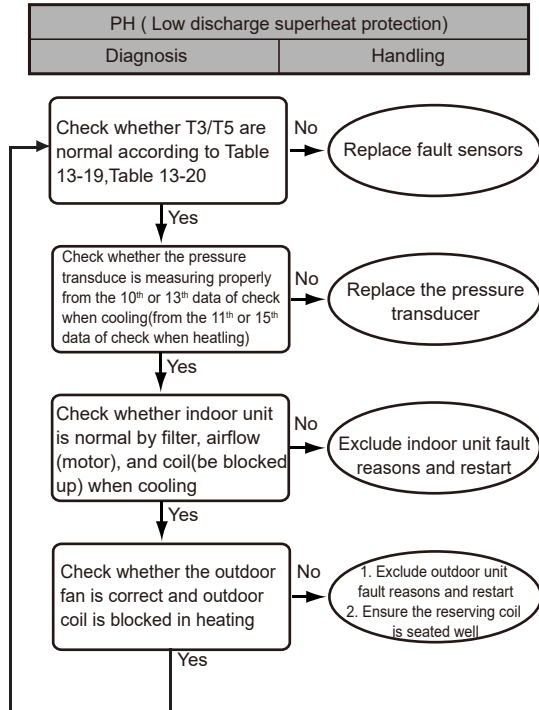 PH ( Low discharge superheat protection)
Diagnosis
Handling
Check whether T3/T5 are
normal according to Table
13-19,Table 13-20
No
Replace fault sensors
Yes
Check whether the pressure
transduce is measuring properly
from the 10th or 13th data of check
when cooling(from the 11th or 15th
data of check when heatling)
No
Replace the pressure
transducer
Yes
Check whether indoor unit
is normal by filter, airflow
(motor), and coil(be blocked
up) when cooling
No
Exclude indoor unit fault
reasons and restart
Yes
Check whether the outdoor
fan is correct and outdoor
coil is blocked in heating
No
1. Exclude outdoor unit
fault reasons and restart
2. Ensure the reserving coil
is seated well
Yes